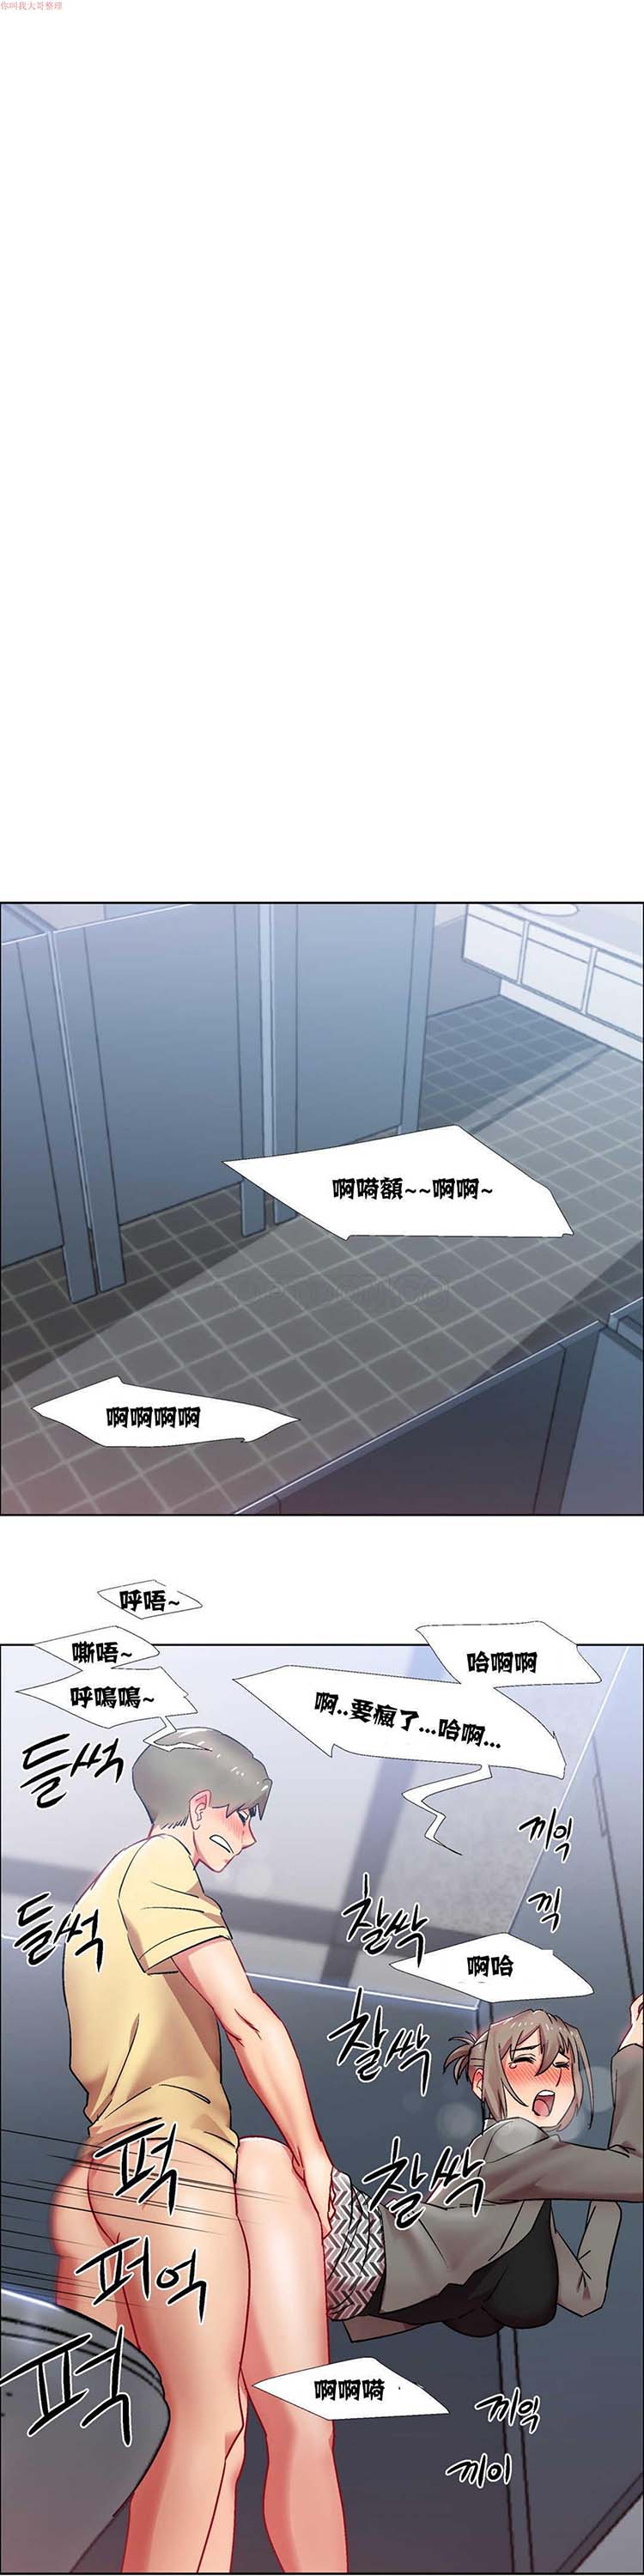 你叫我大哥整理
啊嗬額~~啊啊~
啊啊啊啊
呼唔~
嘶唔~
呼嗚嗚~
哈啊啊
啊..要瘋了...哈啊...
들썩
끼익
끽
들썩
찰싹
啊哈
찰싹
찰싹
퍽
퍼억
퍽
啊啊嗬
끼익
끼이